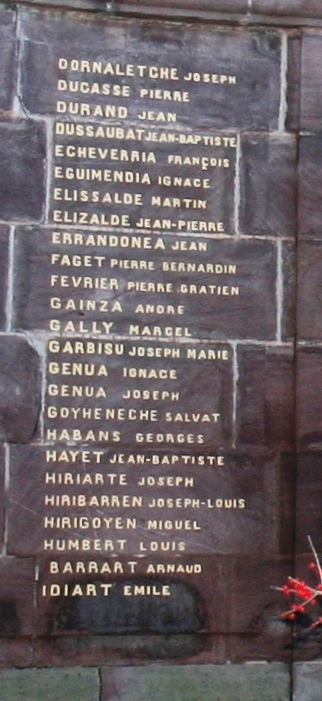 DORNALETCHE JOSEPH
DUCASSE PIERRE
DURAND JEAN
DUSSAUBAT JEAN-BAPTISTE
ECHEVERRIA FRANÇOIS
EGUIMENDIA IGNACE
ELISSALDE MARTIN
ELIZALDE JEAN-PIERRE
ERRANDONEA JEAN
FAGET PIERRE BERNARDIN
FEVRIER PIERRE GRATIEN
GAINZA ANDRE
GALLY MARCEL
GARBISU JOSEPH MARIE
GENUA IGNACE
GENUA JOSEPH
GOYHENECHE SALVAT
HABANS GEORGES
HAYET JEAN-BAPTISTE
HIRIARTE JOSEPH
HIRIBARREN JOSEPH-LOUIS
HIRIGOYEN MIGUEL
HUMBERT LOUIS
BARRART ARNAUD
IDIART EMILE